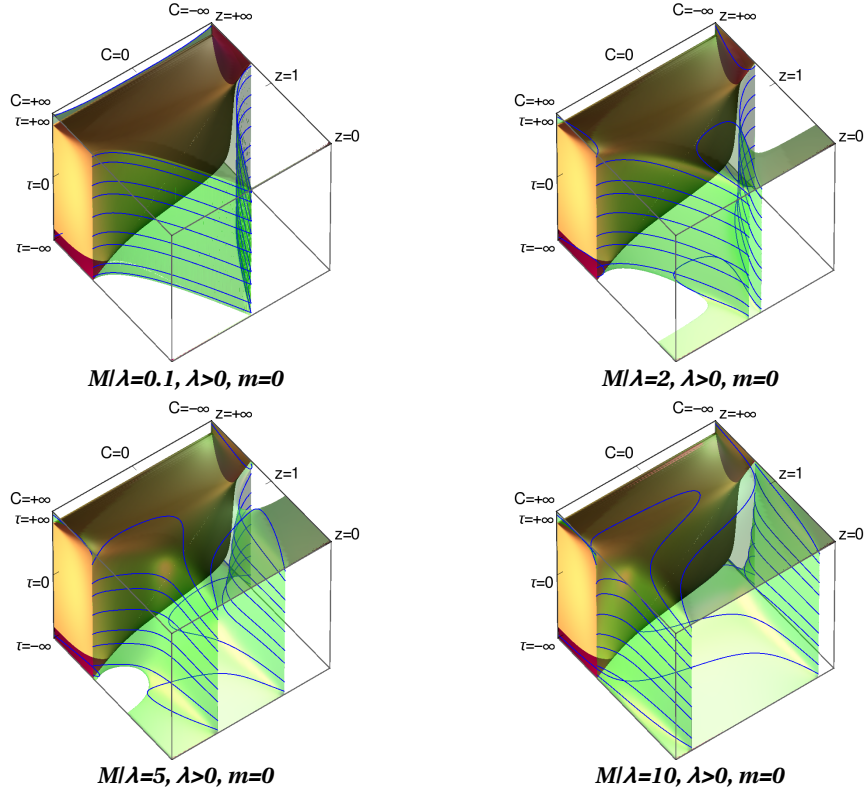 C=−∞ z=+∞
C=0
z=1
C=+∞
τ=+∞
z=0
τ=0
τ=−∞
M/λ=0.1, λ>0, m=0
C=−∞ z=+∞
C=0
z=1
C=+∞
τ=+∞
z=0
τ=0
τ=−∞
M/λ=2, λ>0, m=0
C=−∞ z=+∞
C=0
z=1
C=+∞
τ=+∞
z=0
τ=0
τ=−∞
M/λ=5, λ>0, m=0
C=−∞ z=+∞
C=0
z=1
C=+∞
τ=+∞
z=0
τ=0
τ=−∞
M/λ=10, λ>0, m=0